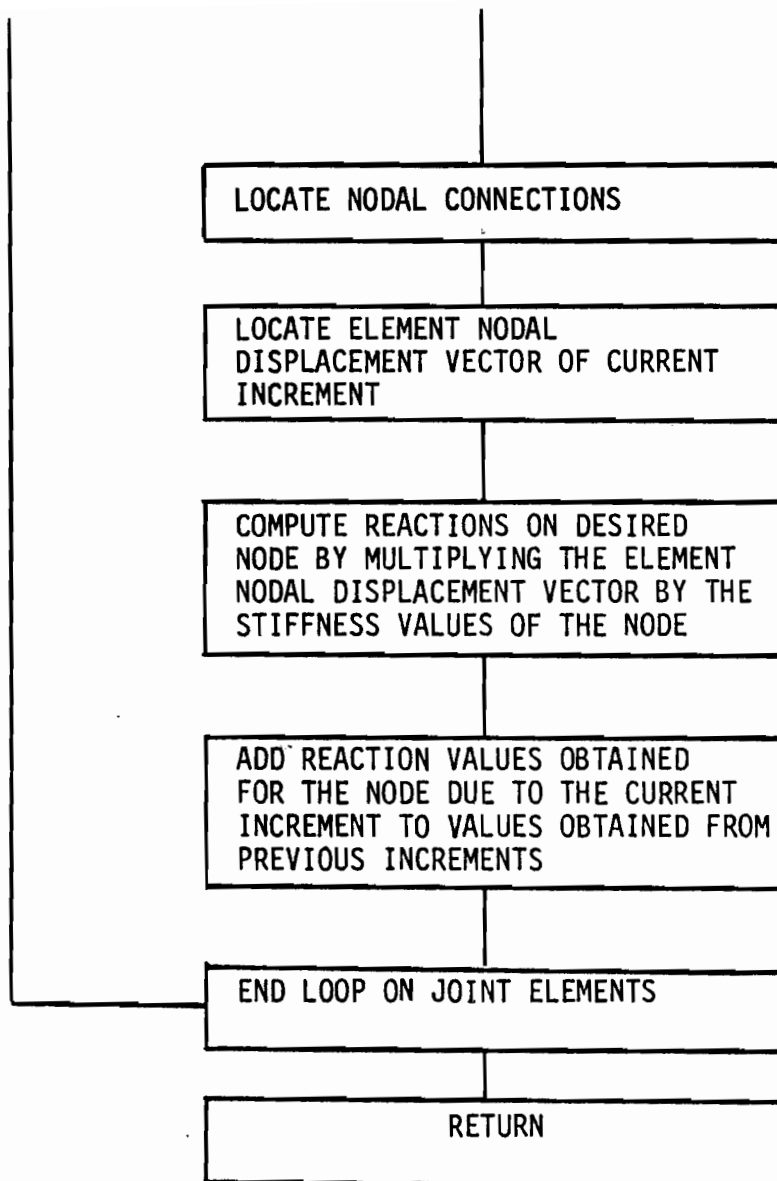 LOCATE NODAL CONNECTIONS
LOCATE ELEMENT NODAL
DISPLACEMENT VECTOR OF CURRENT
INCREMENT
COMPUTE REACTIONS ON DESIRED
NODE BY MULTIPLYING THE ELEMENT
NODAL DISPLACEMENT VECTOR BY THE
STIFFNESS VALUES OF THE NODE
ADD REACTION VALUES OBTAINED
FOR THE NODE DUE TO THE CURRENT
INCREMENT TO VALUES OBTAINED FROM
PREVIOUS INCREMENTS
END LOOP ON JOINT ELEMENTS
RETURN